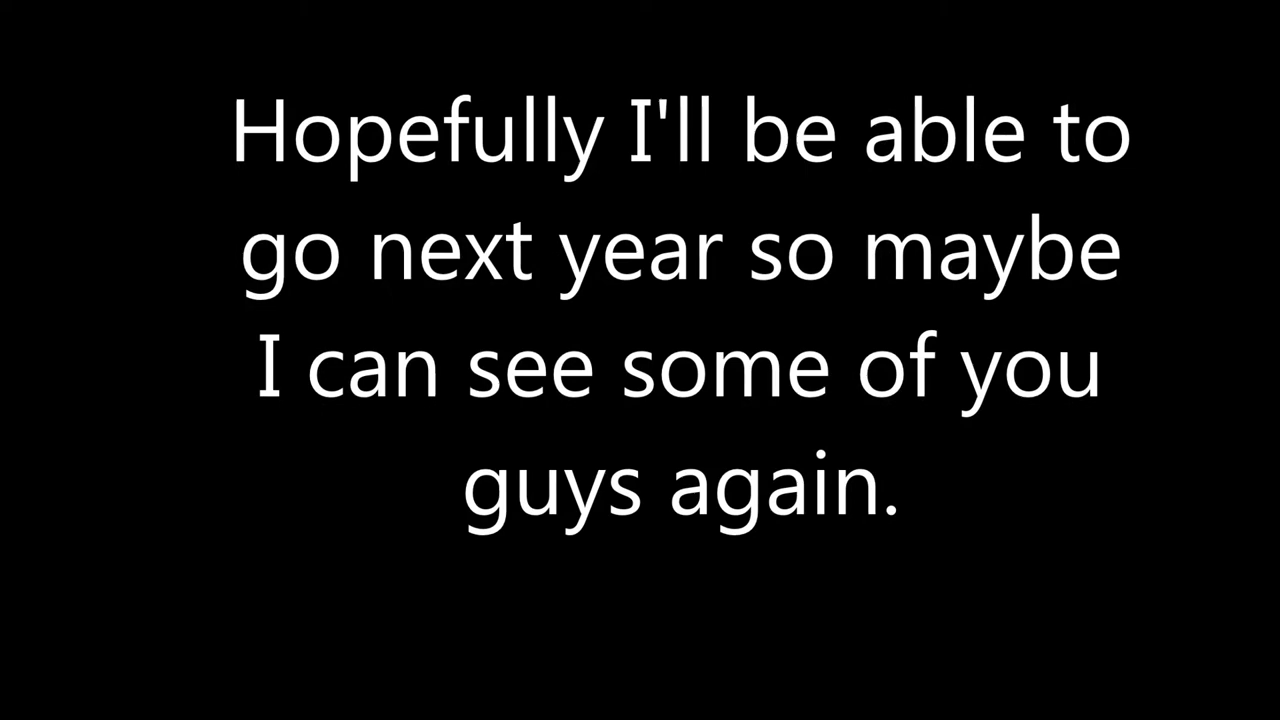 Hopefully I'll be able to
go next year so maybe
I can see some of you
guys again.